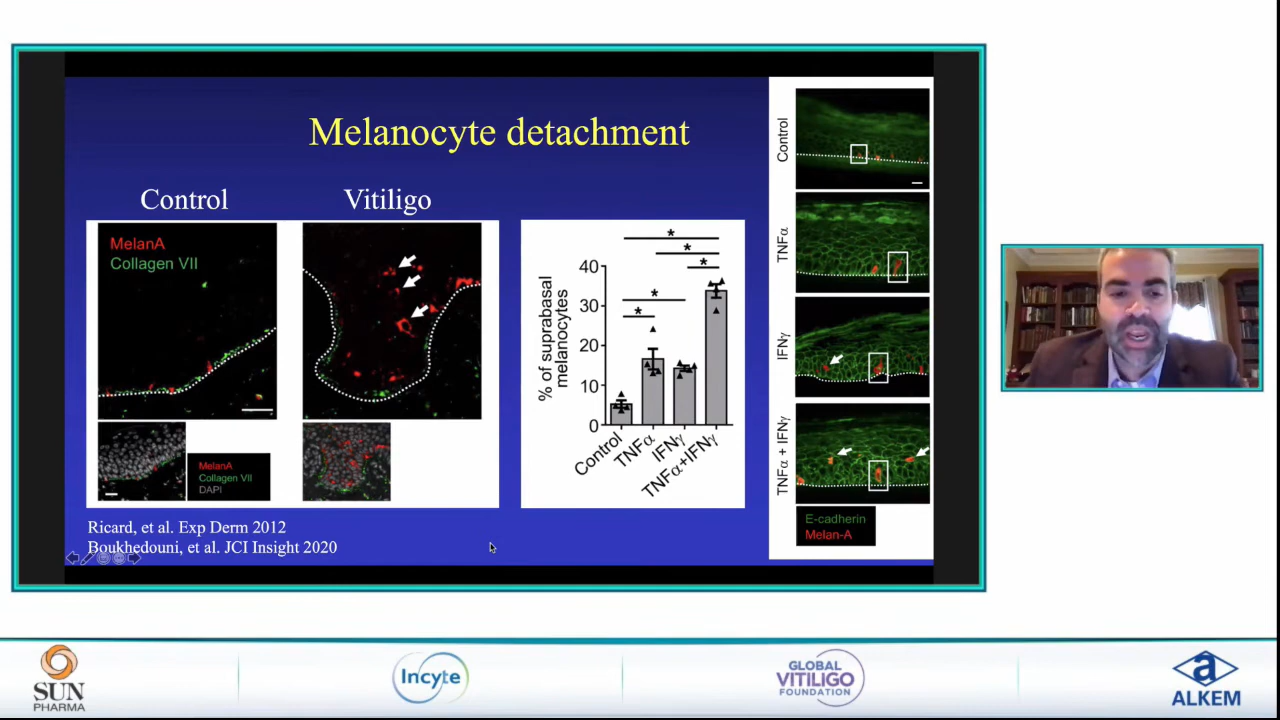 Melanocyte detachment
Control
Vitiligo
MelanA
Collagen VII
MelanA
Collagen VII
DAPI
% of suprabasal
melanocytes
40
30
20
10
0
*
*
*
*
*
Control
TNFα
IFNγ
TNFα+IFNγ
Control
TNFα
IFNγ
TNFα + IFNγ
E-cadherin
Melan-A
Ricard, et al. Exp Derm 2012
Boukhedouni, et al. JCI Insight 2020
SUN
PHARMA
Incyte
GLOBAL
VITILIGO
FOUNDATION
a
ALKEM